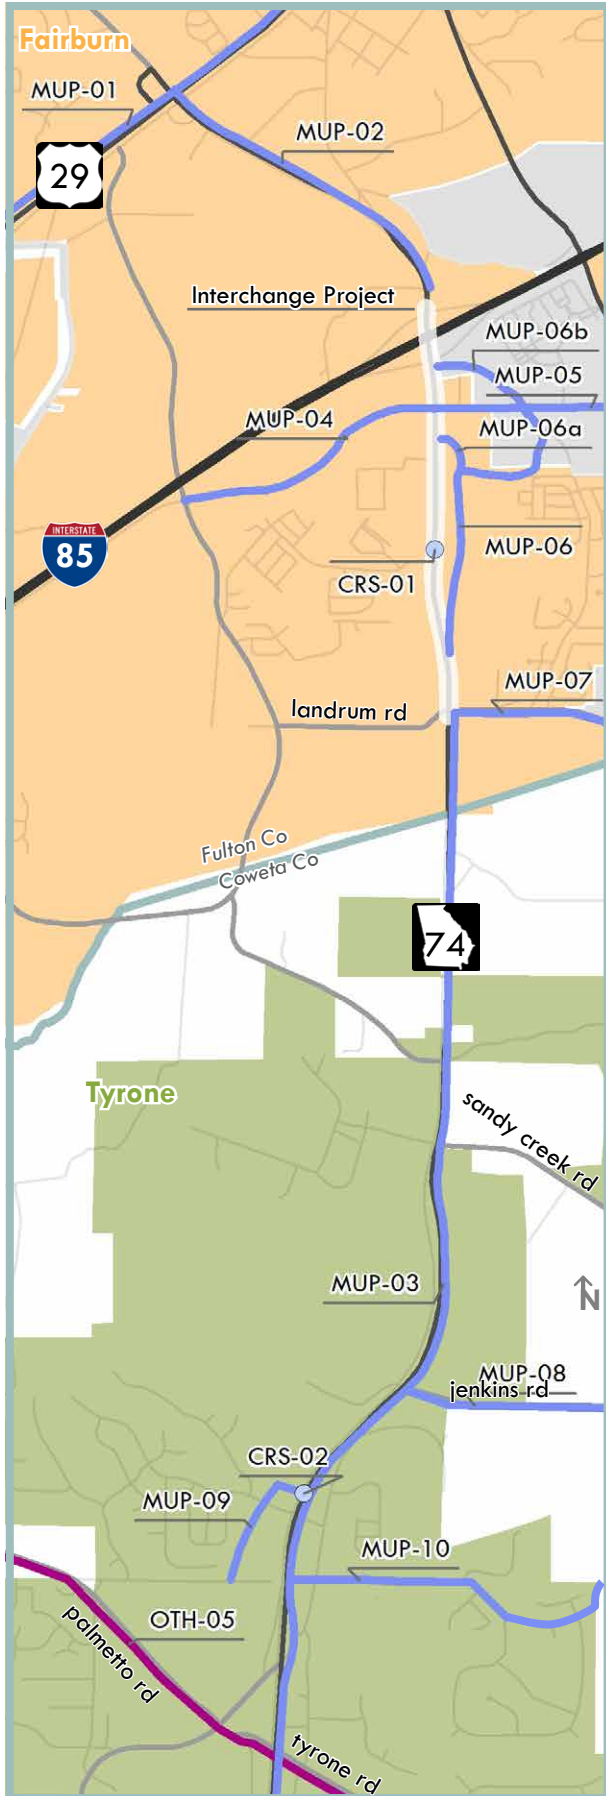 Fairburn
MUP-01
MUP-02
29
Interchange Project
MUP-06b
MUP-05
MUP-04
MUP-06a
INTERSTATE
85
MUP-06
CRS-01
MUP-07
landrum rd
Fulton Co
Coweta Co
74
Tyrone
sandy creek rd
MUP-03
N
MUP-08
jenkins rd
CRS-02
MUP-09
MUP-10
OTH-05
palmetto rd
tyrone rd